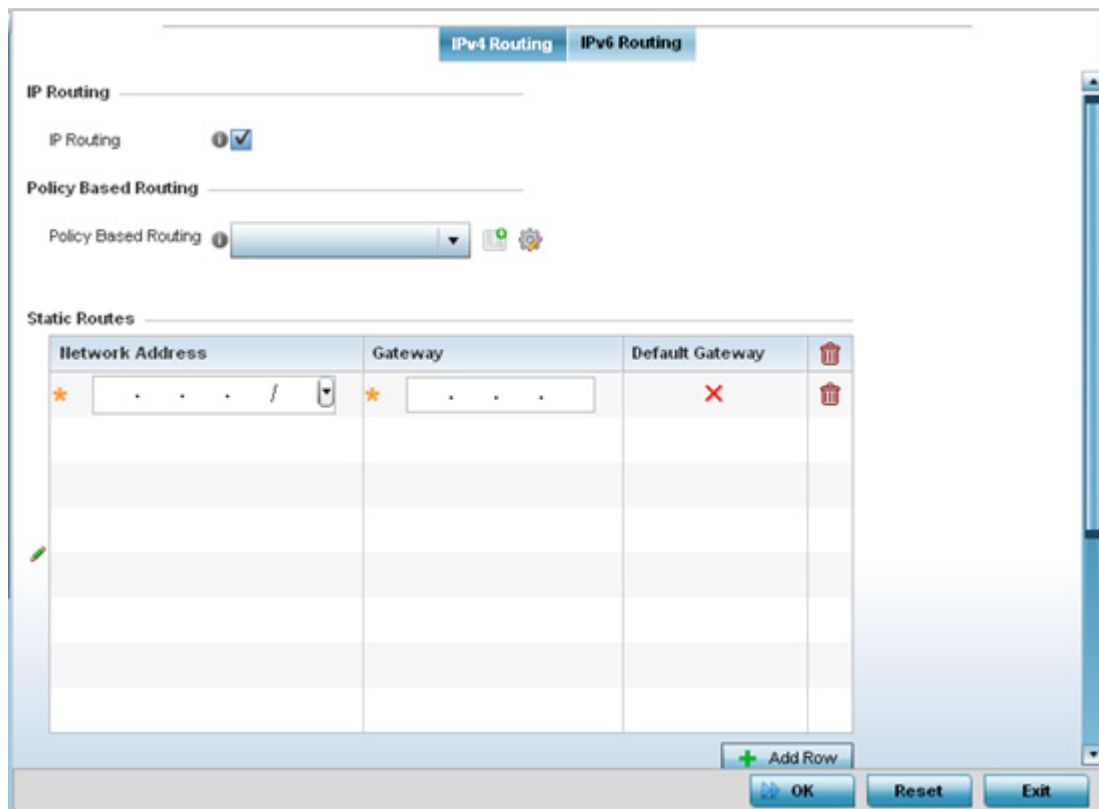 IPv4 Routing IPv6 Routing
IP Routing
IP Routing
Policy Based Routing
Policy Based Routing
Static Routes
Network Address Gateway Default Gateway
. . . / . . .
Add Row
OK Reset Exit